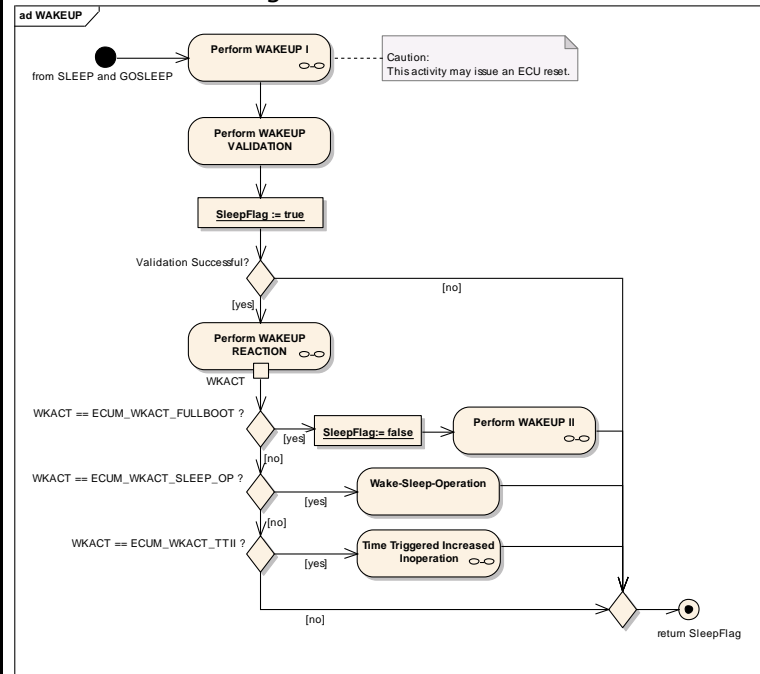 ad WAKEUP
from SLEEP and GOSLEEP
Perform WAKEUP I
Caution:
This activity may issue an ECU reset.
Perform WAKEUP
VALIDATION
SleepFlag := true
Validation Successful?
[no]
[yes]
Perform WAKEUP
REACTION
WKACT
WKACT == ECUM_WKACT_FULLBOOT ?
[yes]
SleepFlag:= false
Perform WAKEUP II
[no]
WKACT == ECUM_WKACT_SLEEP_OP ?
[yes]
Wake-Sleep-Operation
[no]
WKACT == ECUM_WKACT_TTII ?
[yes]
Time Triggered Increased
Inoperation
[no]
return SleepFlag